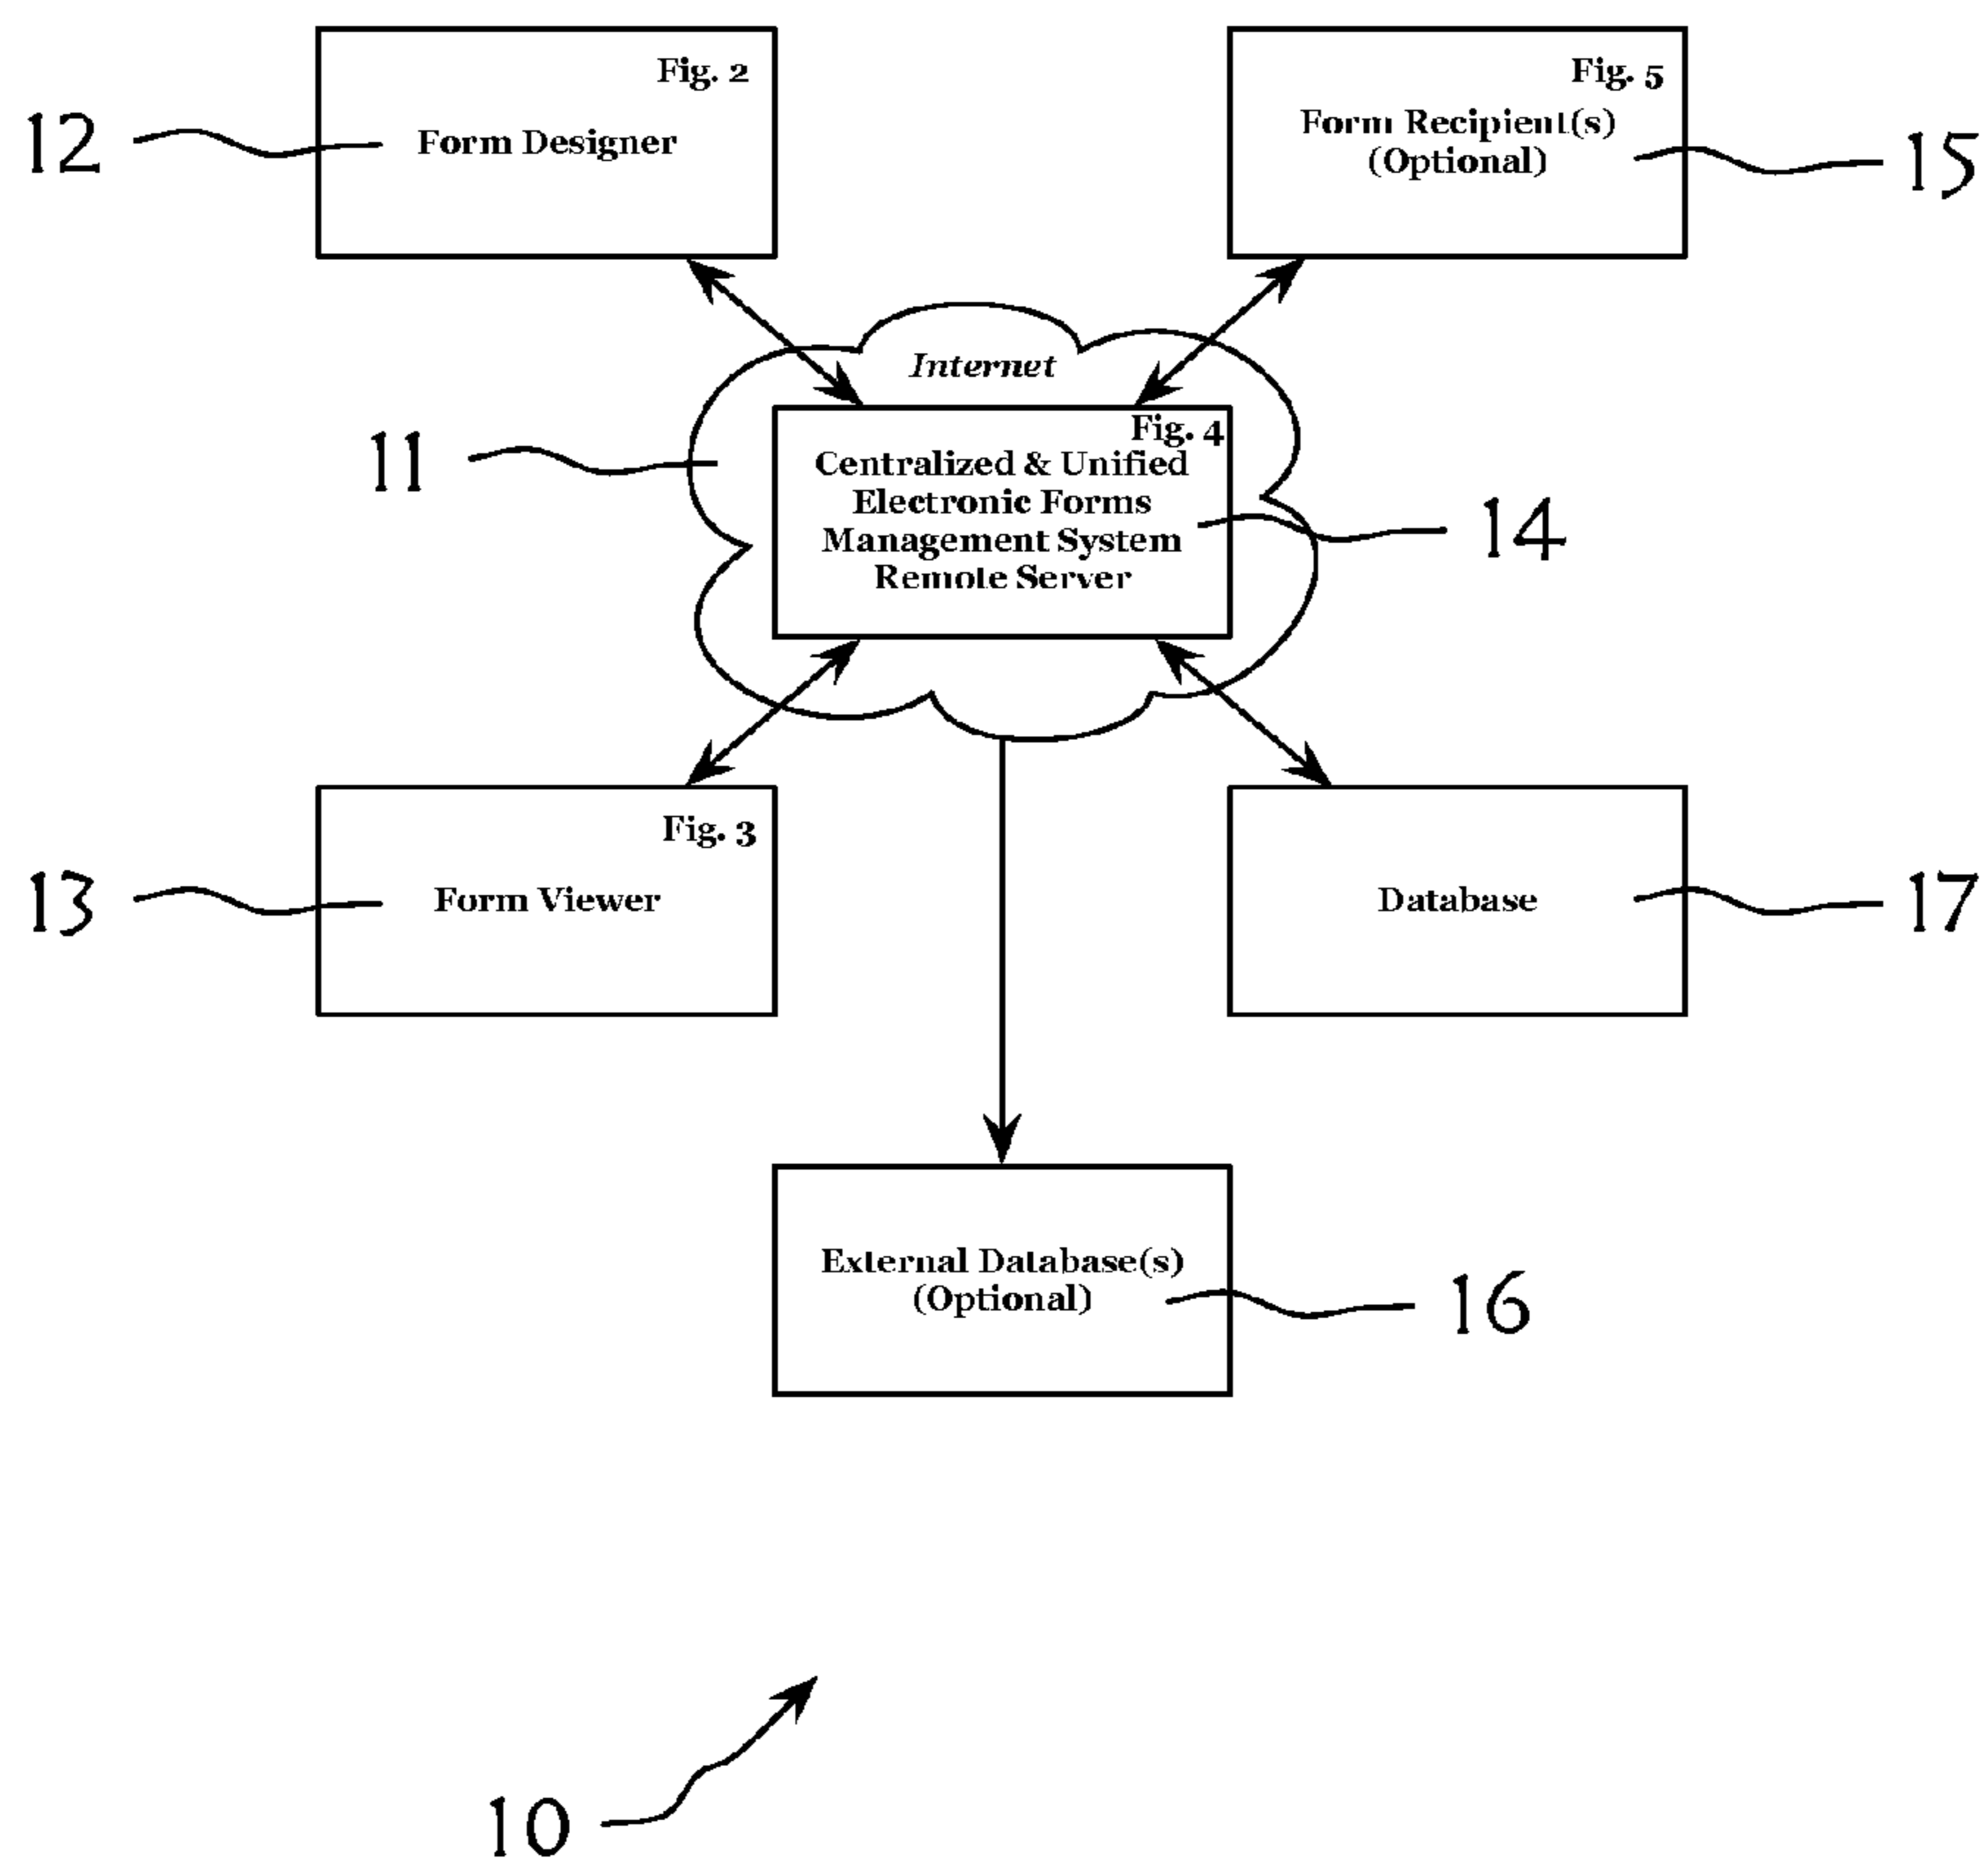 Fig. 2
Form Designer
12
Fig. 5
Form Recipient(s)
(Optional)
15
Internet
11
Fig. 4
Centralized & Unified
Electronic Forms
Management System
Remote Server
14
Fig. 3
Form Viewer
13
Database
17
External Database(s)
(Optional)
16
10